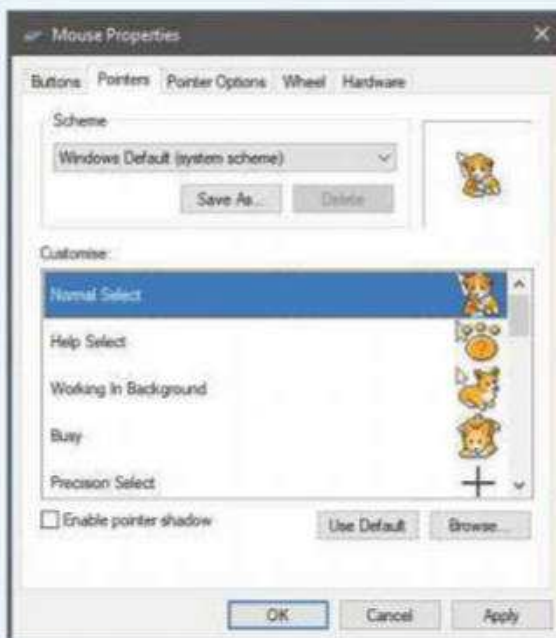 Mouse Properties
Buttons Pointers Pointer Options Wheel Hardware
Scheme
Windows Default (system scheme)
Save As... Delete
Customise:
Normal Select
Help Select
Working In Background
Busy
Precision Select
Enable pointer shadow
Use Default Browse...
OK Cancel Apply